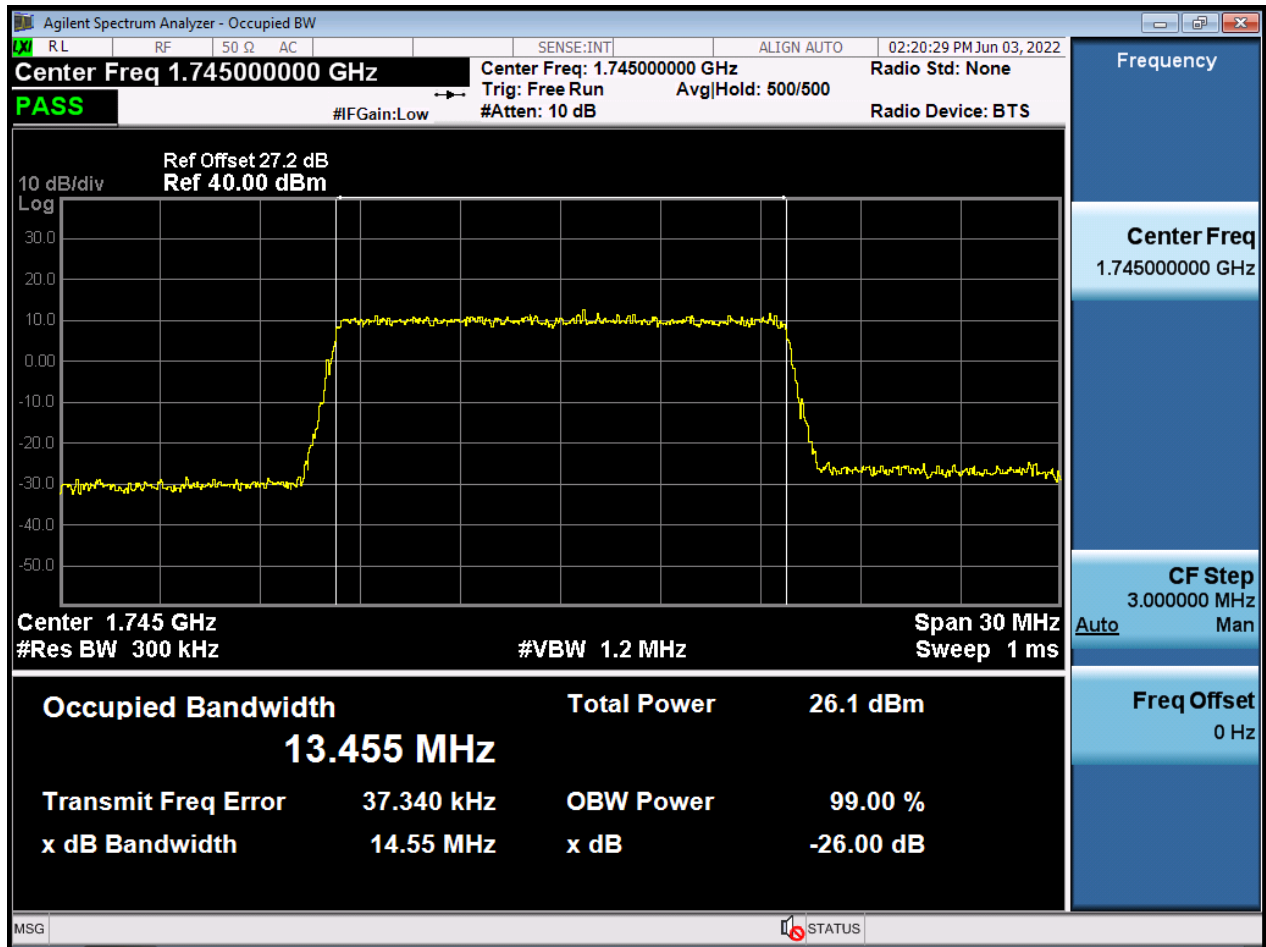 Agilent Spectrum Analyzer - Occupied BW
LXI RL RF 50 Ω AC SENSE:INT ALIGN AUTO 02:20:29 PM Jun 03, 2022
Center Freq 1.745000000 GHz
PASS
#IFGain:Low
Center Freq: 1.745000000 GHz
Trig: Free Run Avg|Hold: 500/500
#Atten: 10 dB
Radio Std: None
Radio Device: BTS
Ref Offset 27.2 dB
10 dB/div Ref 40.00 dBm
Log
30.0
20.0
10.0
0.00
-10.0
-20.0
-30.0
-40.0
-50.0
Center 1.745 GHz Span 30 MHz
#Res BW 300 kHz #VBW 1.2 MHz Sweep 1 ms
Occupied Bandwidth Total Power 26.1 dBm
13.455 MHz
Transmit Freq Error 37.340 kHz OBW Power 99.00 %
x dB Bandwidth 14.55 MHz x dB -26.00 dB
Frequency
Center Freq
1.745000000 GHz
CF Step
3.000000 MHz
Auto Man
Freq Offset
0 Hz
MSG STATUS